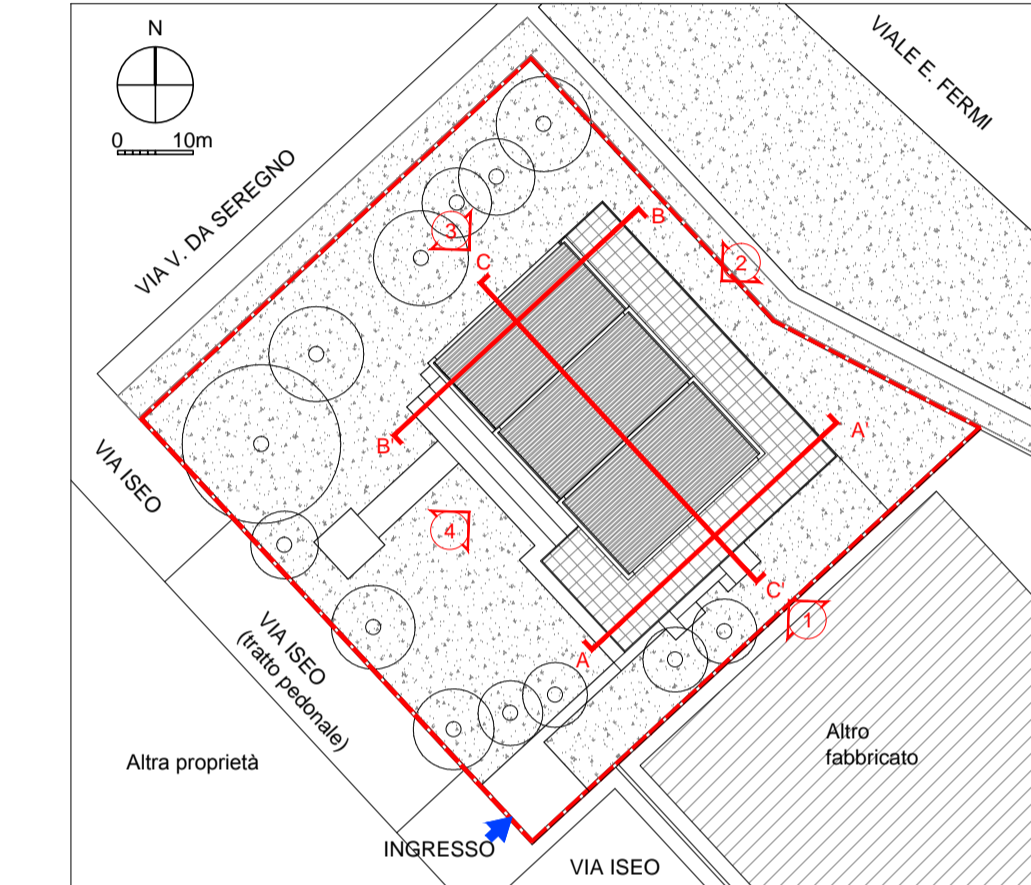 N
0 10m
VIALE E. FERMI
VIA V. DA SEREGNO
B
3
2
C
A'
B'
VIA ISEO
4
C'
1
VIA ISEO
(tratto pedonale)
A
Altro
fabbricato
Altra proprietà
INGRESSO
VIA ISEO